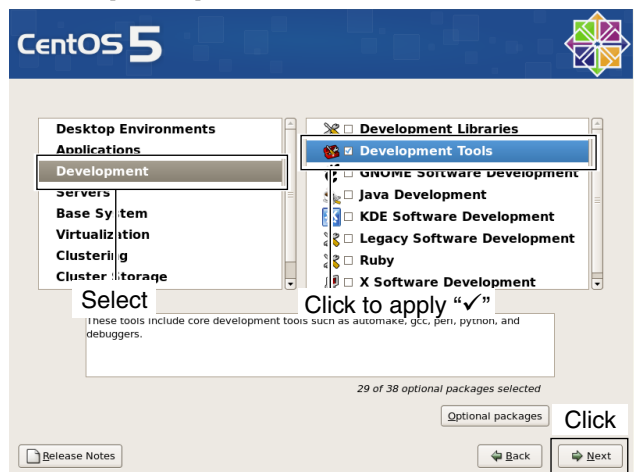 CentOS 5
Desktop Environments
Applications
Development
Servers
Base System
Virtualization
Clustering
Cluster Storage
Development Libraries
Development Tools
GNOME Software Development
Java Development
KDE Software Development
Legacy Software Development
Ruby
X Software Development
Select
Click to apply “✓”
These tools include core development tools such as automake, gcc, perl, python, and
debuggers.
29 of 38 optional packages selected
Optional packages
Click
Release Notes
Back
Next